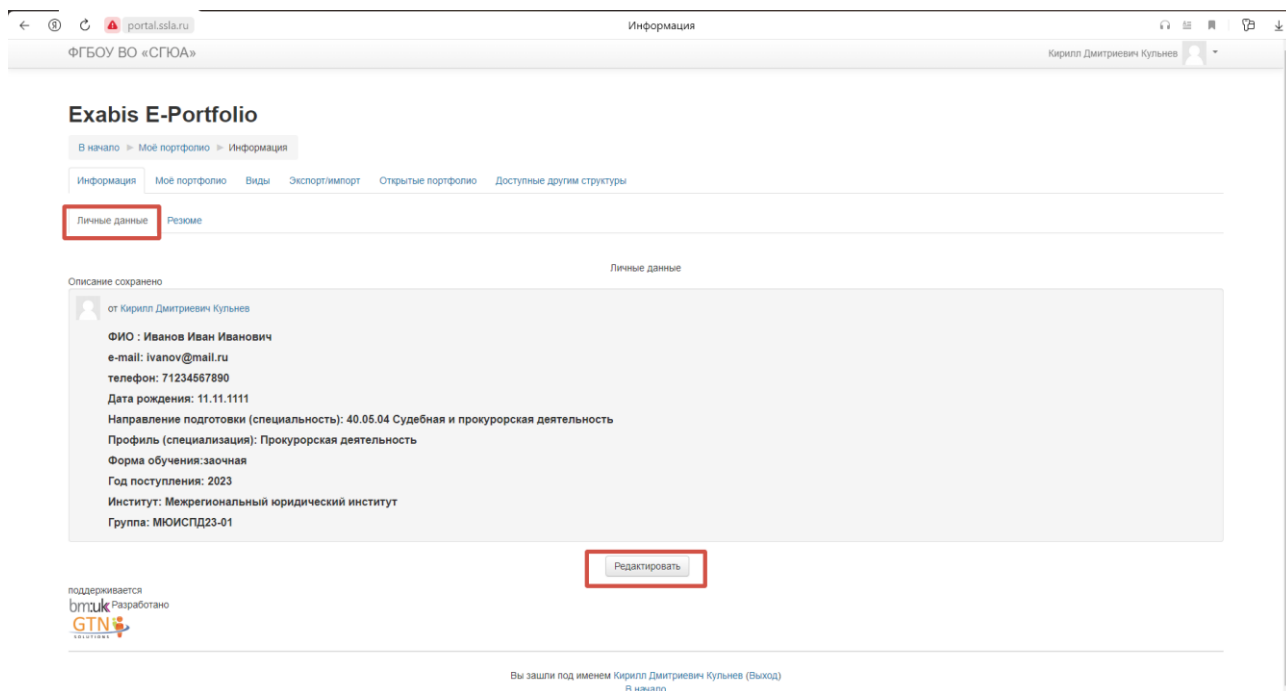 portal.ssla.ru Информация
ФГБОУ ВО «СГЮА» Кирилл Дмитриевич Кульнев
Exabis E-Portfolio
В начало Моё портфолио Информация
Информация Моё портфолио Виды Экспорт/импорт Открытые портфолио Доступные другим структуры
Личные данные Резюме
Личные данные
Описание сохранено
от Кирилл Дмитриевич Кульнев
ФИО : Иванов Иван Иванович
e-mail: ivanov@mail.ru
телефон: 71234567890
Дата рождения: 11.11.1111
Направление подготовки (специальность): 40.05.04 Судебная и прокурорская деятельность
Профиль (специализация): Прокурорская деятельность
Форма обучения:заочная
Год поступления: 2023
Институт: Межрегиональный юридический институт
Группа: МЮИСПД23-01
Редактировать
поддерживается
bm:uk Разработано
GTN
SOLUTIONS
Вы зашли под именем Кирилл Дмитриевич Кульнев (Выход)
В начало